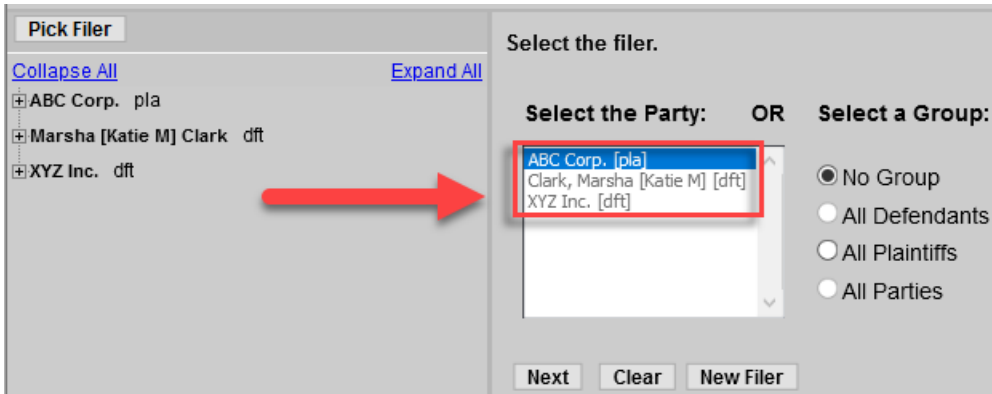 Pick Filer
Collapse All Expand All
ABC Corp. pla
Marsha [Katie M] Clark dft
XYZ Inc. dft
Select the filer.
Select the Party: OR Select a Group:
ABC Corp. [pla]
Clark, Marsha [Katie M] [dft]
XYZ Inc. [dft]
No Group
All Defendants
All Plaintiffs
All Parties
Next Clear New Filer